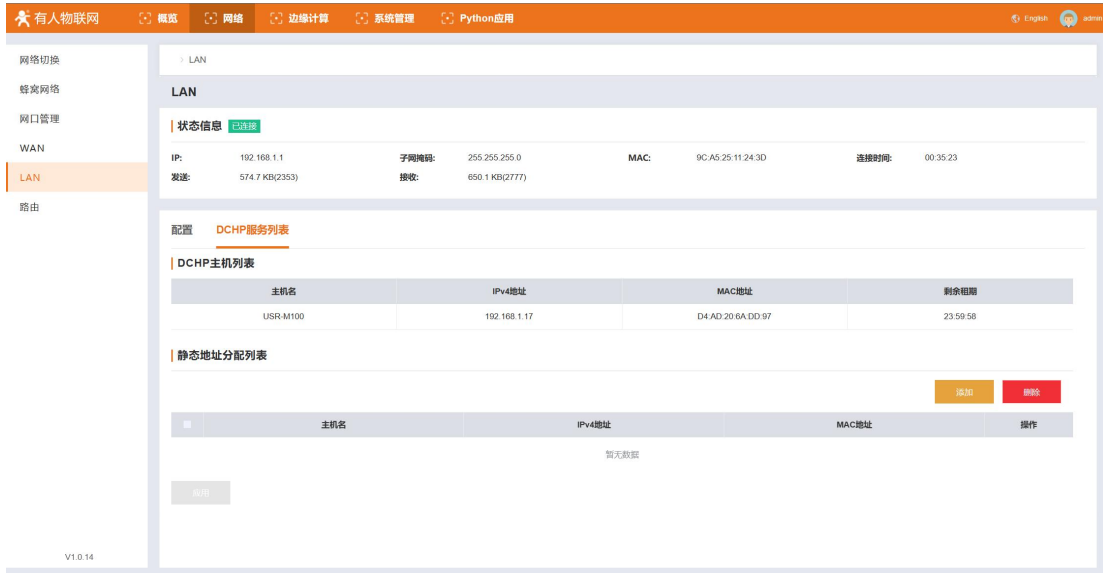 有人物联网 概览 网络 边缘计算 系统管理 Python应用 English admin
网络切换
蜂窝网络
网口管理
WAN
LAN
路由
V1.0.14
> LAN
LAN
状态信息 已连接
IP: 192.168.1.1 子网掩码: 255.255.255.0 MAC: 9C:A5:25:11:24:3D 连接时间: 00:35:23
发送: 574.7 KB(2353) 接收: 650.1 KB(2777)
配置 DCHP服务列表
DCHP主机列表
主机名 IPv4地址 MAC地址 剩余租期
USR-M100 192.168.1.17 D4:AD:20:6A:DD:97 23:59:58
静态地址分配列表
添加 删除
主机名 IPv4地址 MAC地址 操作
暂无数据
应用